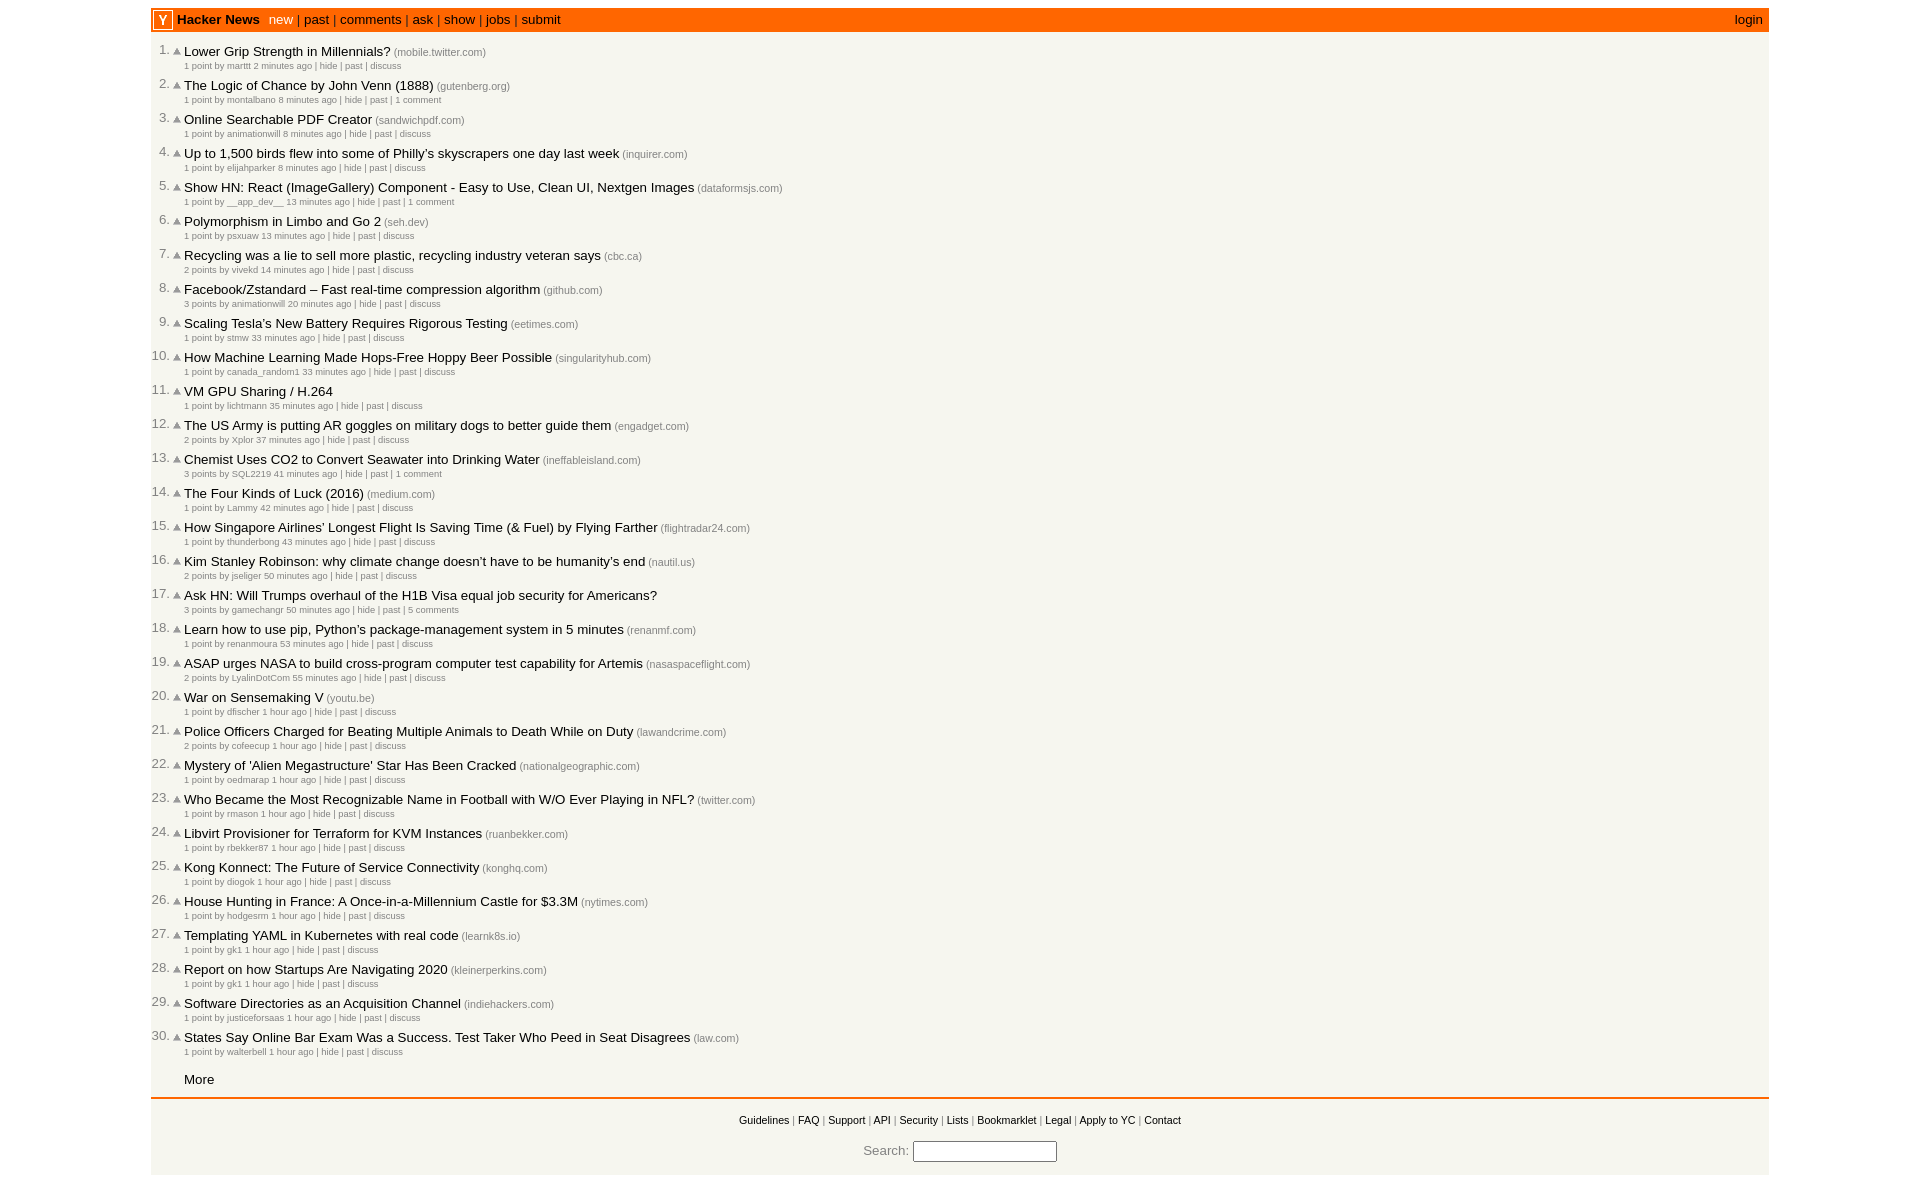 Y Hacker News new | past | comments | ask | show | jobs | submit login
1. Lower Grip Strength in Millennials? (mobile.twitter.com)
1 point by marttt 2 minutes ago | hide | past | discuss
2. The Logic of Chance by John Venn (1888) (gutenberg.org)
1 point by montalbano 8 minutes ago | hide | past | 1 comment
3. Online Searchable PDF Creator (sandwichpdf.com)
1 point by animationwill 8 minutes ago | hide | past | discuss
4. Up to 1,500 birds flew into some of Philly’s skyscrapers one day last week (inquirer.com)
1 point by elijahparker 8 minutes ago | hide | past | discuss
5. Show HN: React (ImageGallery) Component - Easy to Use, Clean UI, Nextgen Images (dataformsjs.com)
1 point by __app_dev__ 13 minutes ago | hide | past | 1 comment
6. Polymorphism in Limbo and Go 2 (seh.dev)
1 point by psxuaw 13 minutes ago | hide | past | discuss
7. Recycling was a lie to sell more plastic, recycling industry veteran says (cbc.ca)
2 points by vivekd 14 minutes ago | hide | past | discuss
8. Facebook/Zstandard – Fast real-time compression algorithm (github.com)
3 points by animationwill 20 minutes ago | hide | past | discuss
9. Scaling Tesla’s New Battery Requires Rigorous Testing (eetimes.com)
1 point by stmw 33 minutes ago | hide | past | discuss
10. How Machine Learning Made Hops-Free Hoppy Beer Possible (singularityhub.com)
1 point by canada_random1 33 minutes ago | hide | past | discuss
11. VM GPU Sharing / H.264
1 point by lichtmann 35 minutes ago | hide | past | discuss
12. The US Army is putting AR goggles on military dogs to better guide them (engadget.com)
2 points by Xplor 37 minutes ago | hide | past | discuss
13. Chemist Uses CO2 to Convert Seawater into Drinking Water (ineffableisland.com)
3 points by SQL2219 41 minutes ago | hide | past | 1 comment
14. The Four Kinds of Luck (2016) (medium.com)
1 point by Lammy 42 minutes ago | hide | past | discuss
15. How Singapore Airlines’ Longest Flight Is Saving Time (& Fuel) by Flying Farther (flightradar24.com)
1 point by thunderbong 43 minutes ago | hide | past | discuss
16. Kim Stanley Robinson: why climate change doesn’t have to be humanity’s end (nautil.us)
2 points by jseliger 50 minutes ago | hide | past | discuss
17. Ask HN: Will Trumps overhaul of the H1B Visa equal job security for Americans?
3 points by gamechangr 50 minutes ago | hide | past | 5 comments
18. Learn how to use pip, Python’s package-management system in 5 minutes (renanmf.com)
1 point by renanmoura 53 minutes ago | hide | past | discuss
19. ASAP urges NASA to build cross-program computer test capability for Artemis (nasaspaceflight.com)
2 points by LyalinDotCom 55 minutes ago | hide | past | discuss
20. War on Sensemaking V (youtu.be)
1 point by dfischer 1 hour ago | hide | past | discuss
21. Police Officers Charged for Beating Multiple Animals to Death While on Duty (lawandcrime.com)
2 points by cofeecup 1 hour ago | hide | past | discuss
22. Mystery of 'Alien Megastructure' Star Has Been Cracked (nationalgeographic.com)
1 point by oedmarap 1 hour ago | hide | past | discuss
23. Who Became the Most Recognizable Name in Football with W/O Ever Playing in NFL? (twitter.com)
1 point by rmason 1 hour ago | hide | past | discuss
24. Libvirt Provisioner for Terraform for KVM Instances (ruanbekker.com)
1 point by rbekker87 1 hour ago | hide | past | discuss
25. Kong Konnect: The Future of Service Connectivity (konghq.com)
1 point by diogok 1 hour ago | hide | past | discuss
26. House Hunting in France: A Once-in-a-Millennium Castle for $3.3M (nytimes.com)
1 point by hodgesrm 1 hour ago | hide | past | discuss
27. Templating YAML in Kubernetes with real code (learnk8s.io)
1 point by gk1 1 hour ago | hide | past | discuss
28. Report on how Startups Are Navigating 2020 (kleinerperkins.com)
1 point by gk1 1 hour ago | hide | past | discuss
29. Software Directories as an Acquisition Channel (indiehackers.com)
1 point by justiceforsaas 1 hour ago | hide | past | discuss
30. States Say Online Bar Exam Was a Success. Test Taker Who Peed in Seat Disagrees (law.com)
1 point by walterbell 1 hour ago | hide | past | discuss
More
Guidelines | FAQ | Support | API | Security | Lists | Bookmarklet | Legal | Apply to YC | Contact
Search: